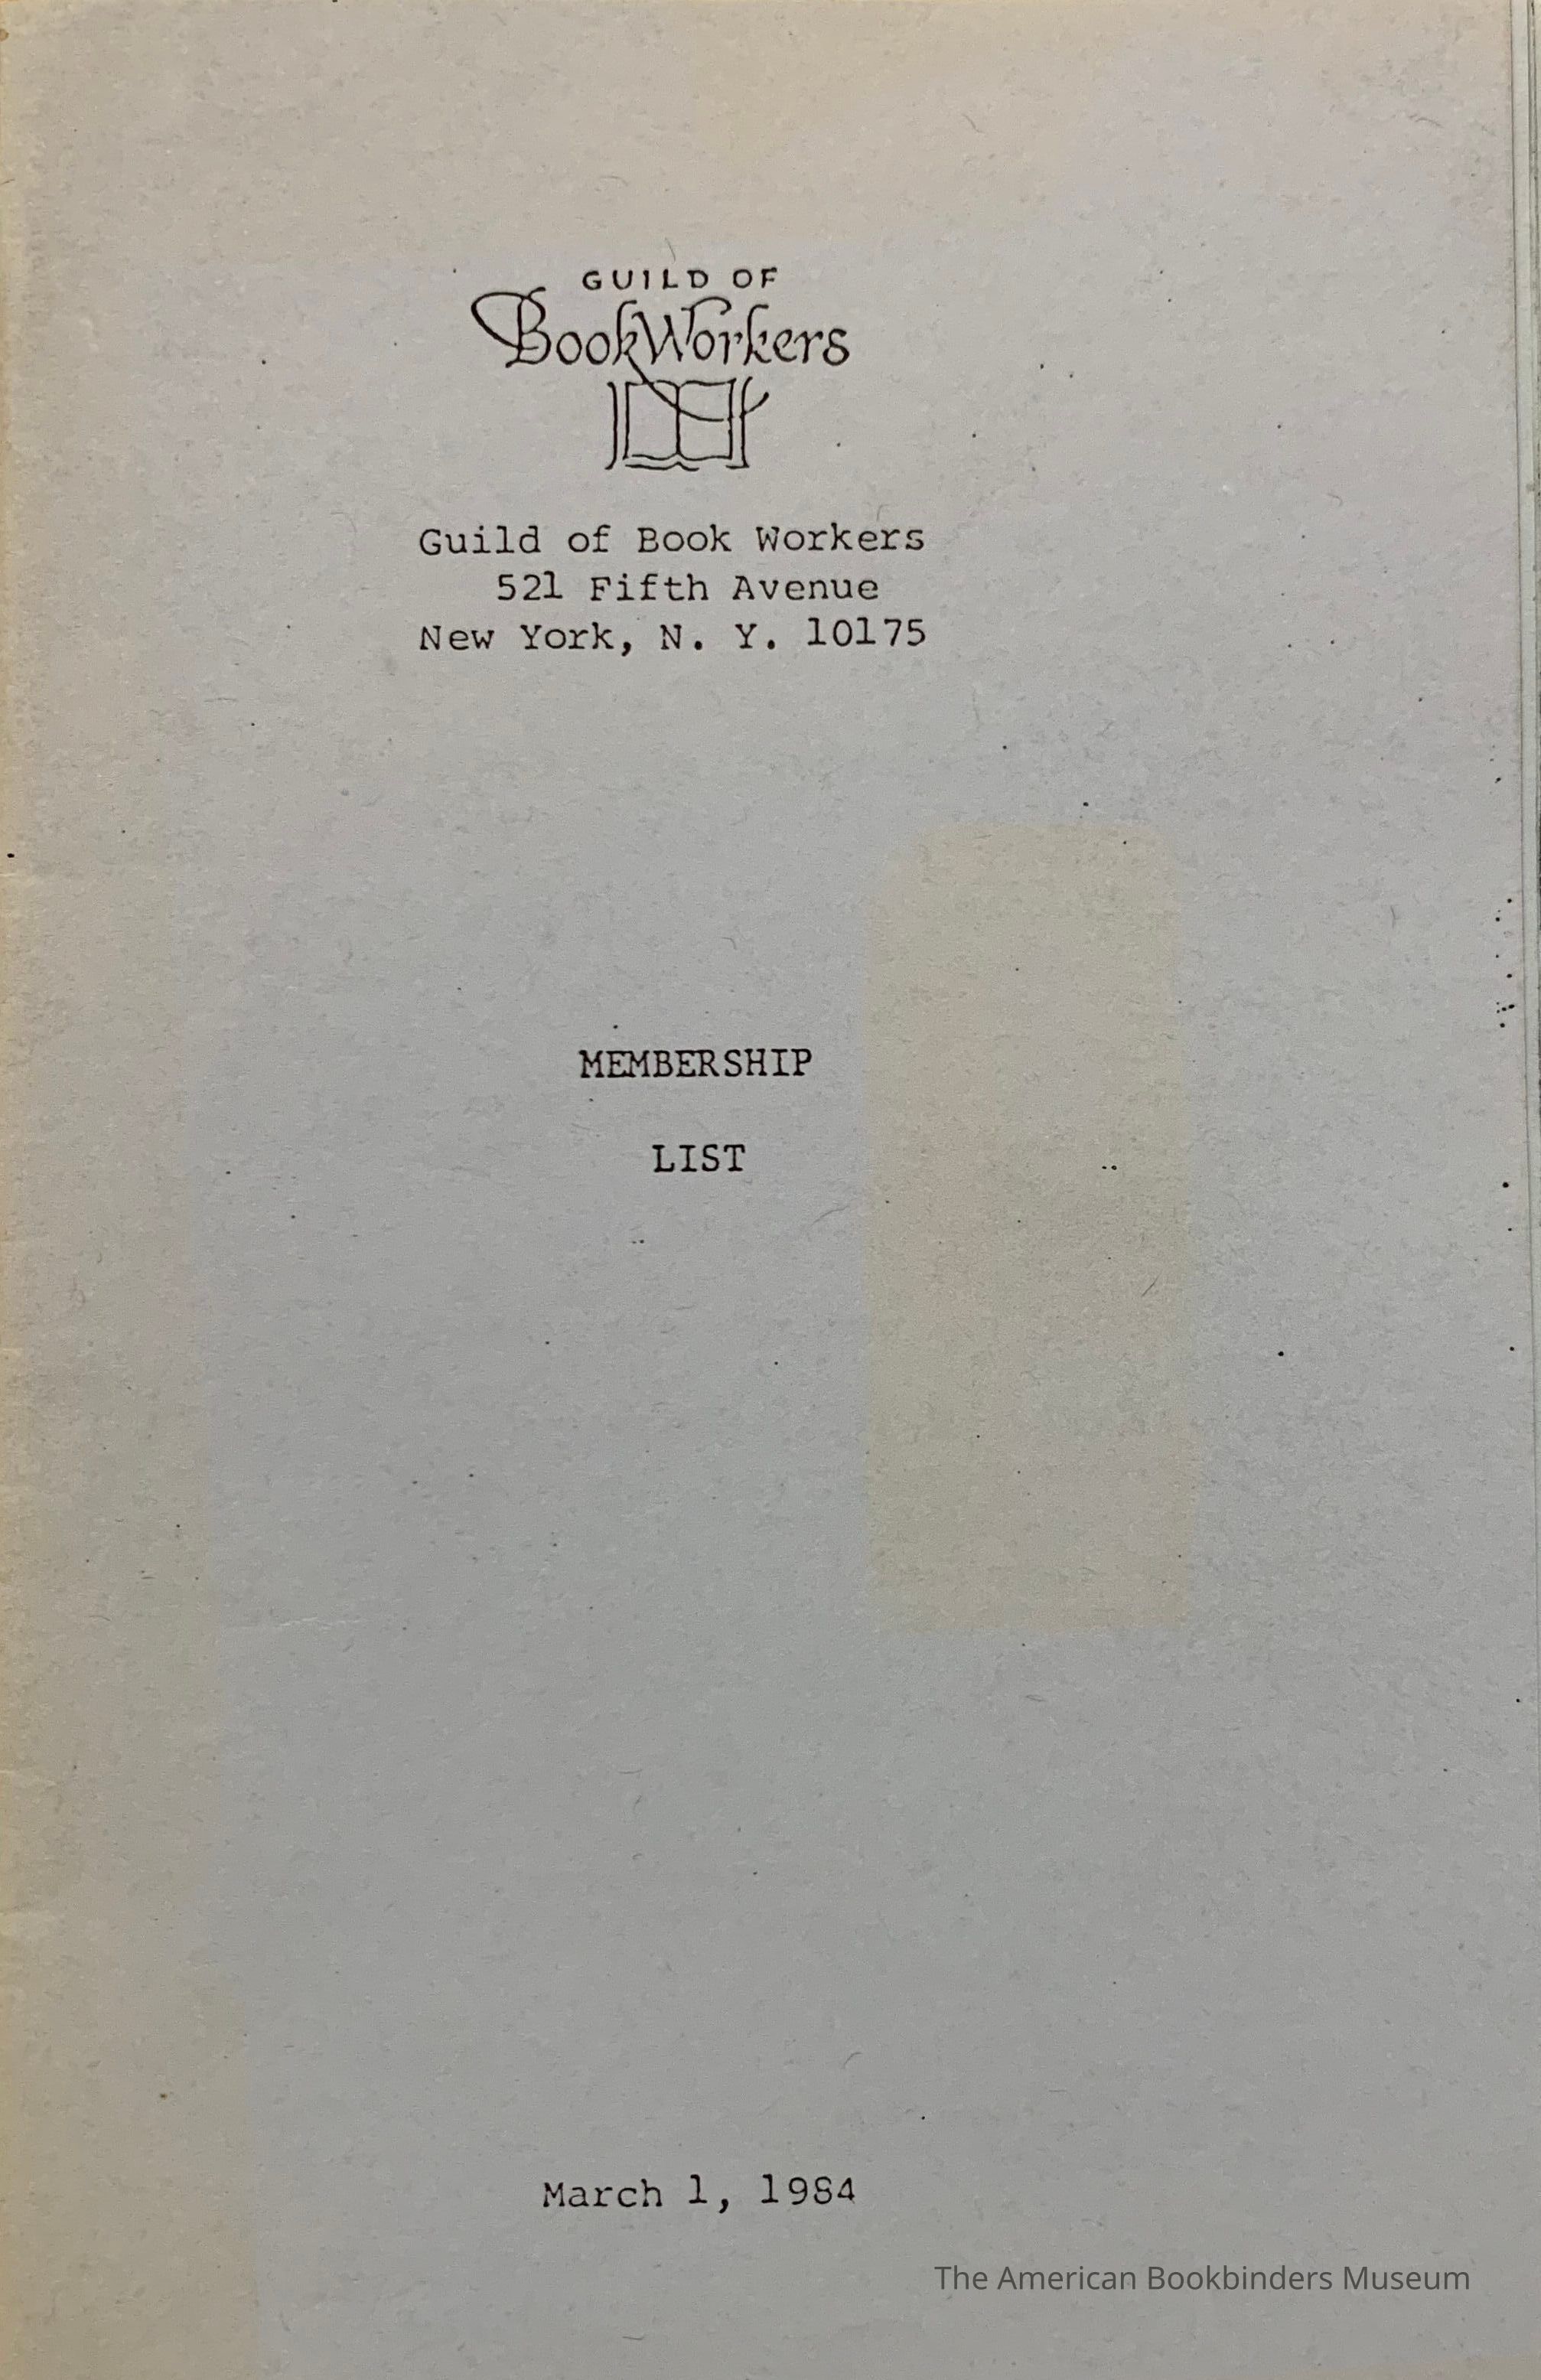 GUILD OF
BookWorkers
Guild of Book Workers
521 Fifth Avenue
New York, N. Y. 10175
MEMBERSHIP
LIST
March 1, 1984
The American Bookbinders Museum